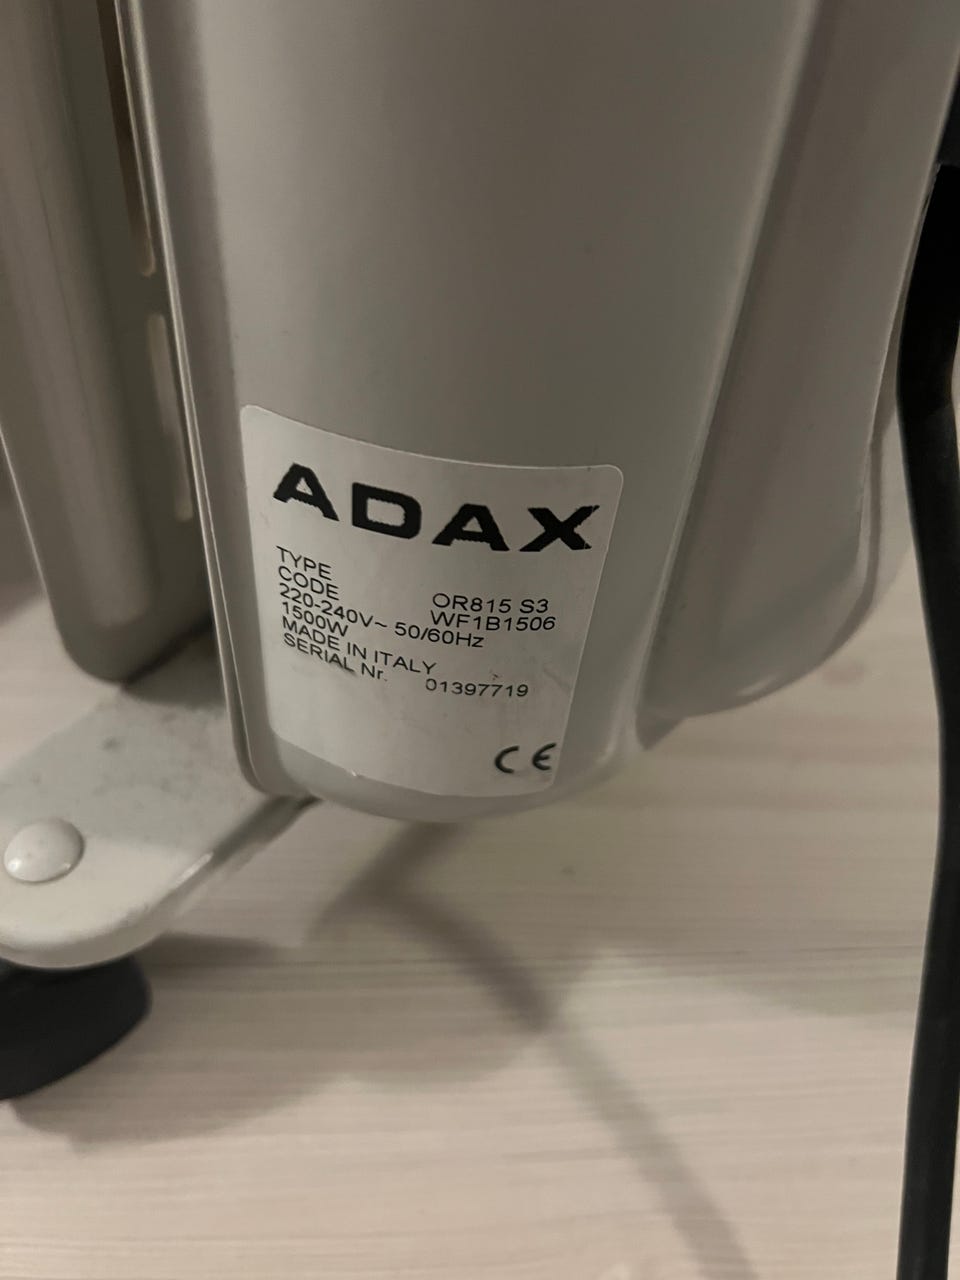 ADAX
TYPE OR815 S3
CODE WF1B1506
220-240V~ 50/60Hz
1500W
MADE IN ITALY
SERIAL Nr. 01397719
CE